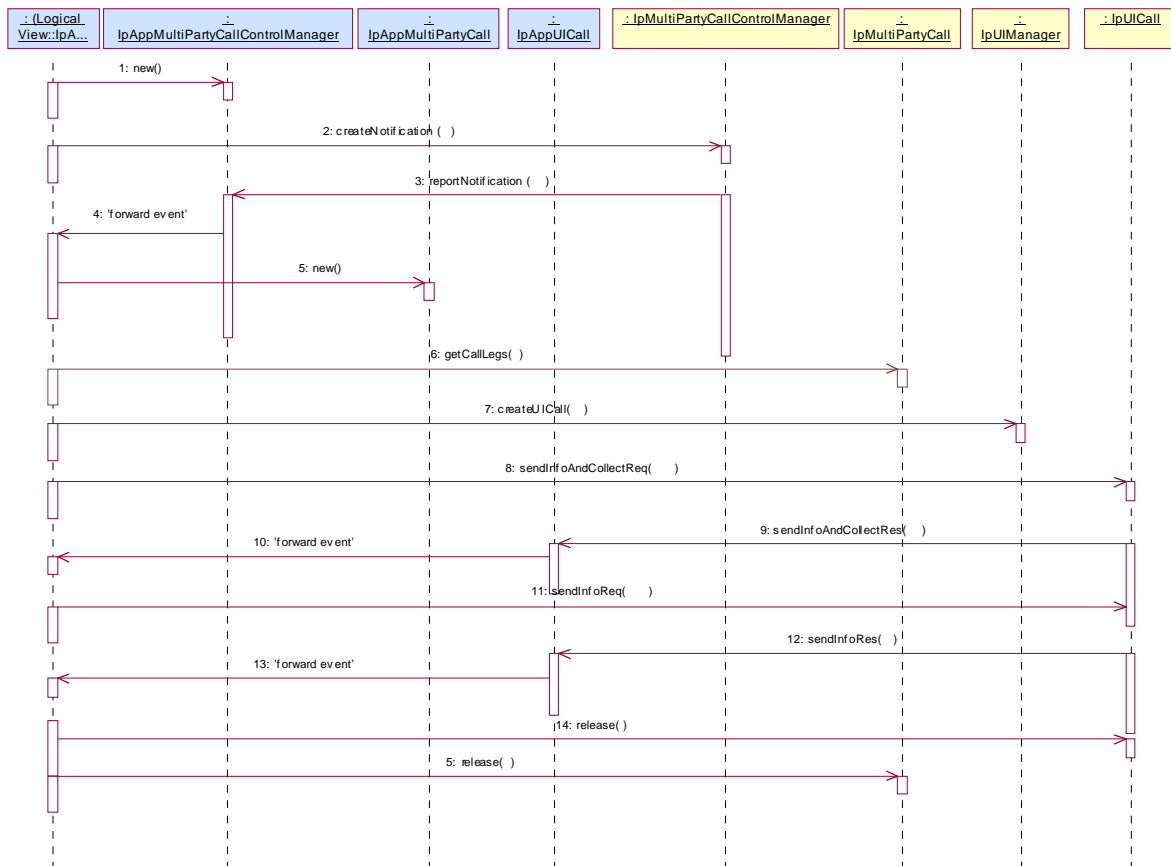 : (Logical
View::IpA...
:
IpAppMultiPartyCallControlManager
:
IpAppMultiPartyCall
:
IpAppUICall
: IpMultiPartyCallControlManager
:
IpMultiPartyCall
:
IpUIManager
: IpUICall
1: new()
2: createNotification ( )
3: reportNotification ( )
4: 'forward event'
5: new()
6: getCallLegs( )
7: createUICall( )
8: sendInfoAndCollectReq( )
9: sendInfoAndCollectRes( )
10: 'forward event'
11: sendInfoReq( )
12: sendInfoRes( )
13: 'forward event'
14: release( )
5: release( )